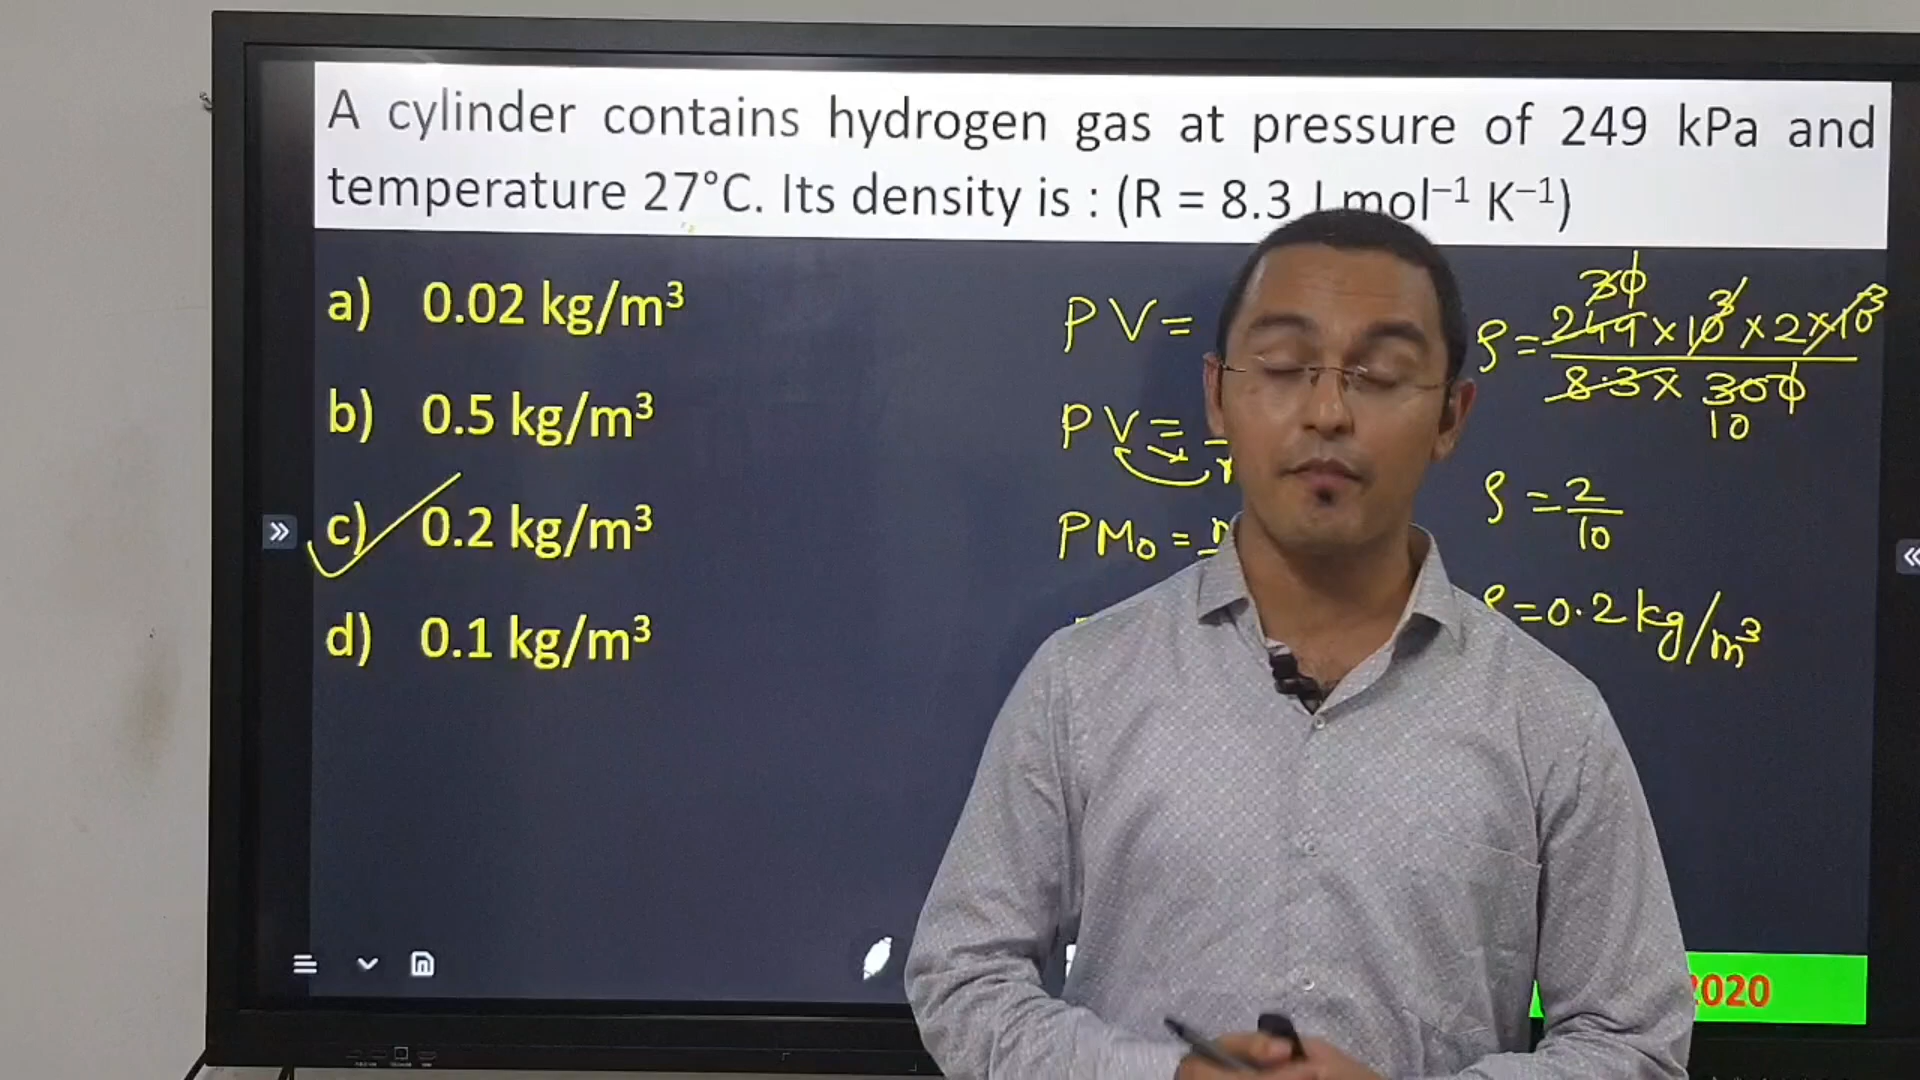 A cylinder contains hydrogen gas at pressure of 249 kPa and
temperature 27°C. Its density is : (R = 8.3 J mol⁻¹ K⁻¹)
a) 0.02 kg/m³
b) 0.5 kg/m³
c) 0.2 kg/m³
d) 0.1 kg/m³
PV=
PV=
PM₀ =
30
ρ = 249 × 10³ × 2 × 10⁻³
8.3 × 300
10
ρ = 2
10
ρ = 0.2 kg/m³
2020